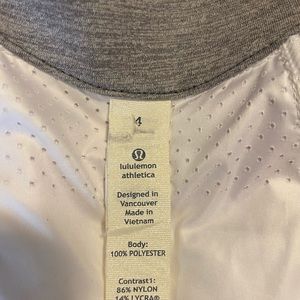 4
lululemon
athletica
Designed in
Vancouver
Made in
Vietnam
Body:
100% POLYESTER
Contrast1:
86% NYLON
14% LYCRA®